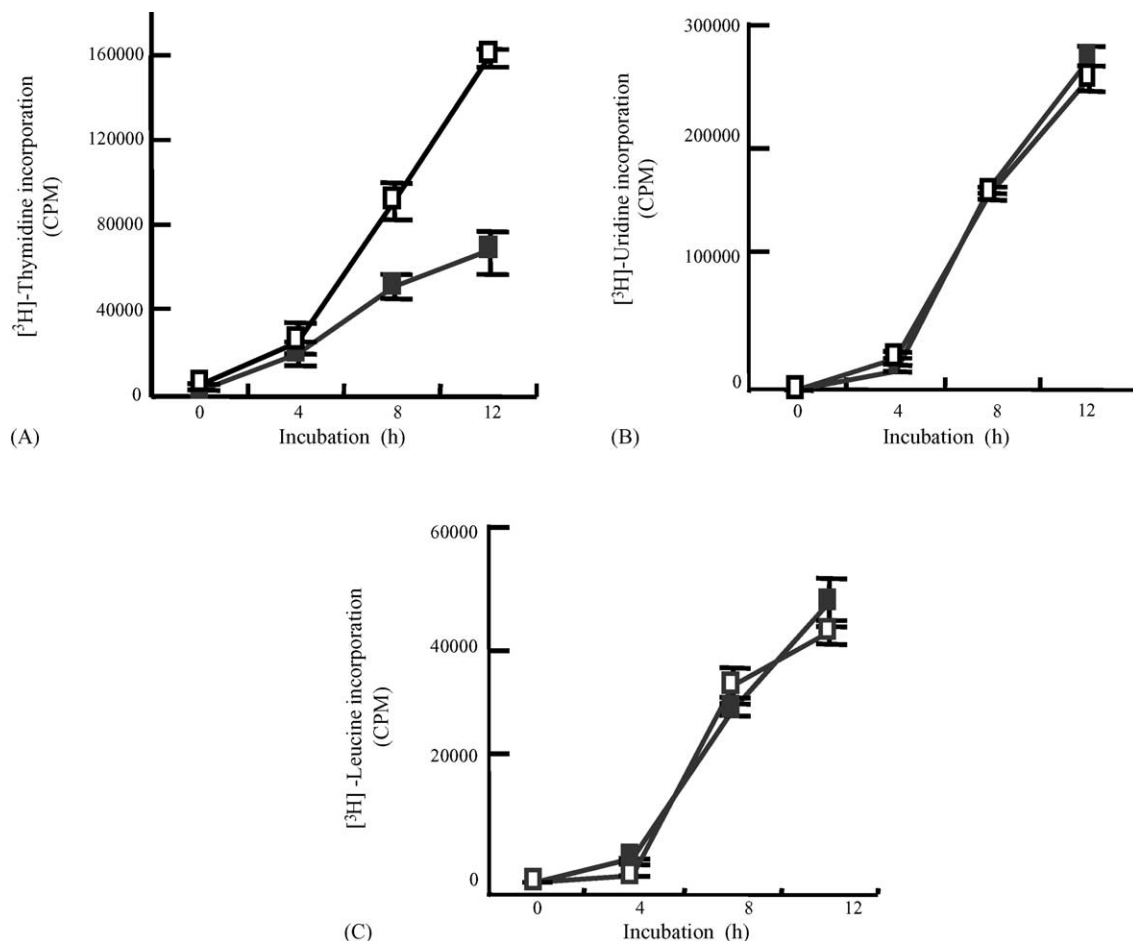 160000
120000
80000
40000
0
[³H]-Thymidine incorporation
(CPM)
0 4 8 12
Incubation (h)
(A)
300000
200000
100000
0
[³H]-Uridine incorporation
(CPM)
0 4 8 12
Incubation (h)
(B)
60000
40000
20000
0
[³H] -Leucine incorporation
(CPM)
0 4 8 12
Incubation (h)
(C)